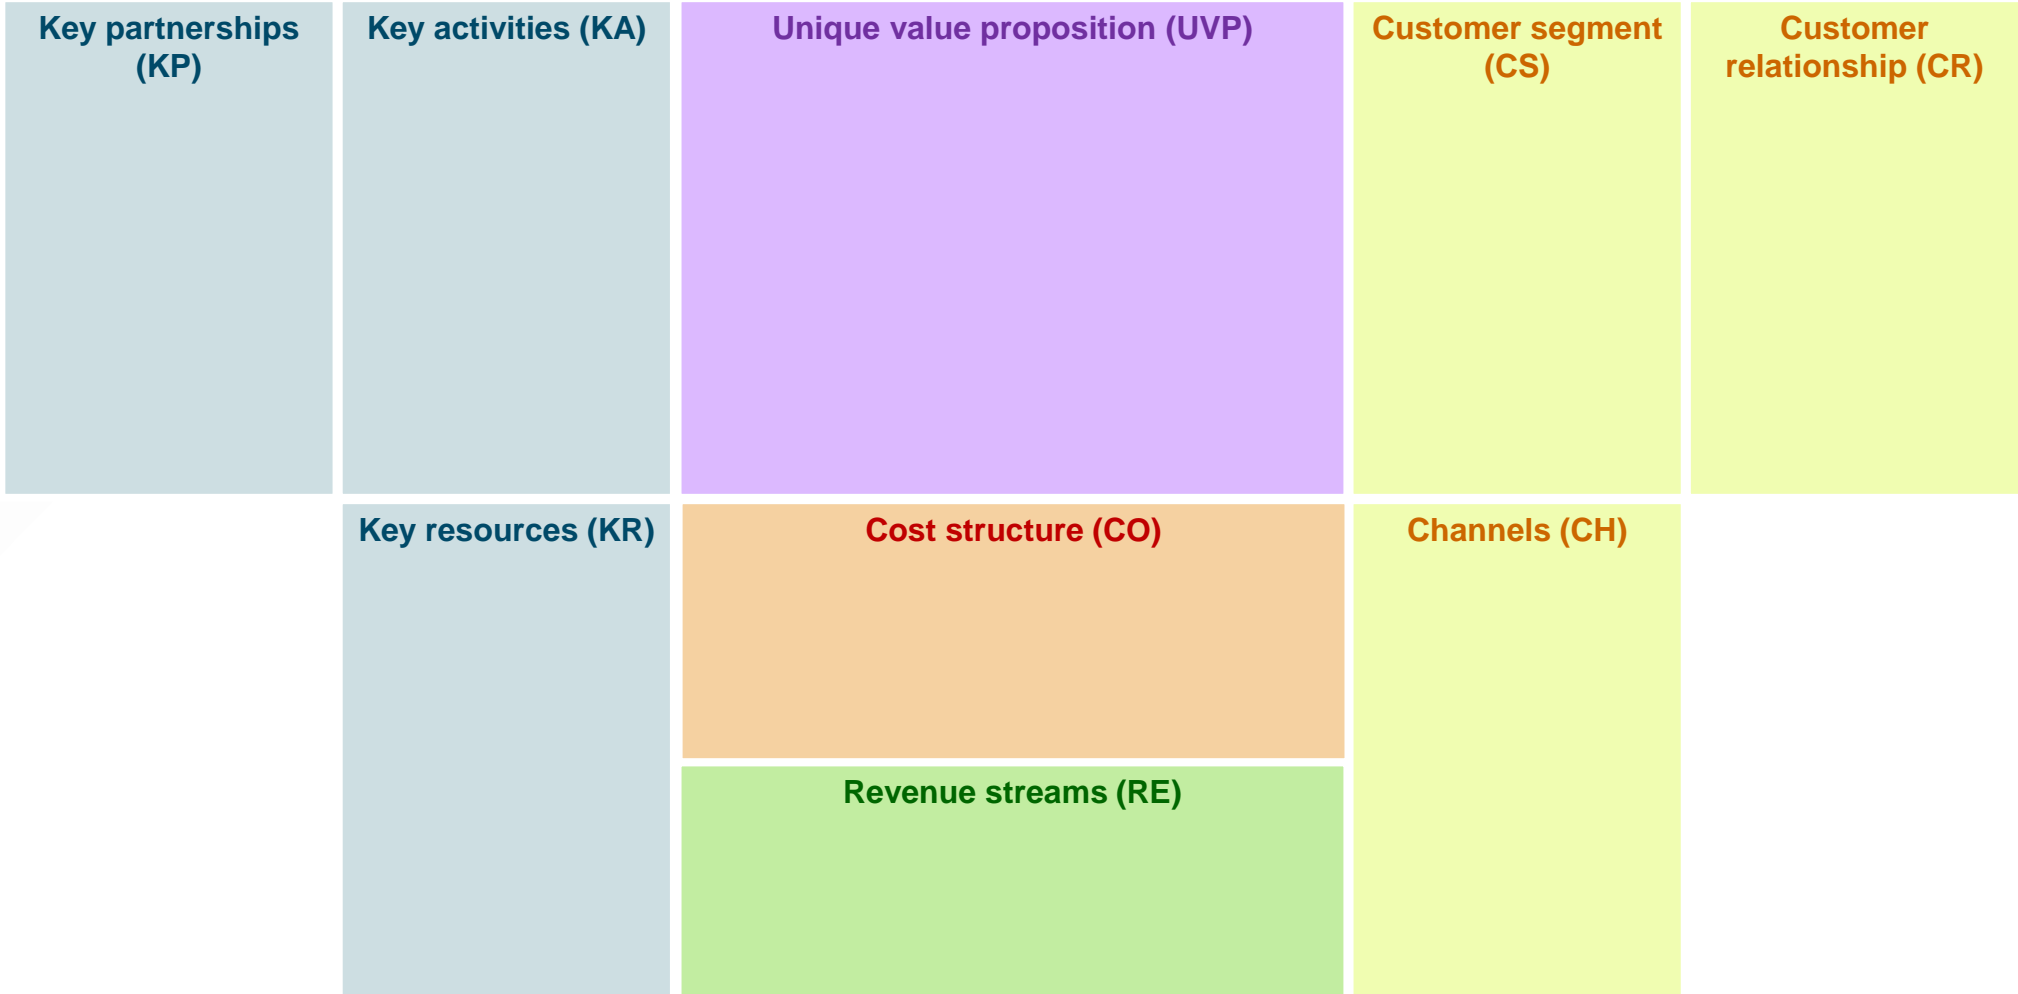 Key partnerships
(KP)
Key activities (KA)
Unique value proposition (UVP)
Customer segment
(CS)
Customer
relationship (CR)
Key resources (KR)
Cost structure (CO)
Channels (CH)
Revenue streams (RE)